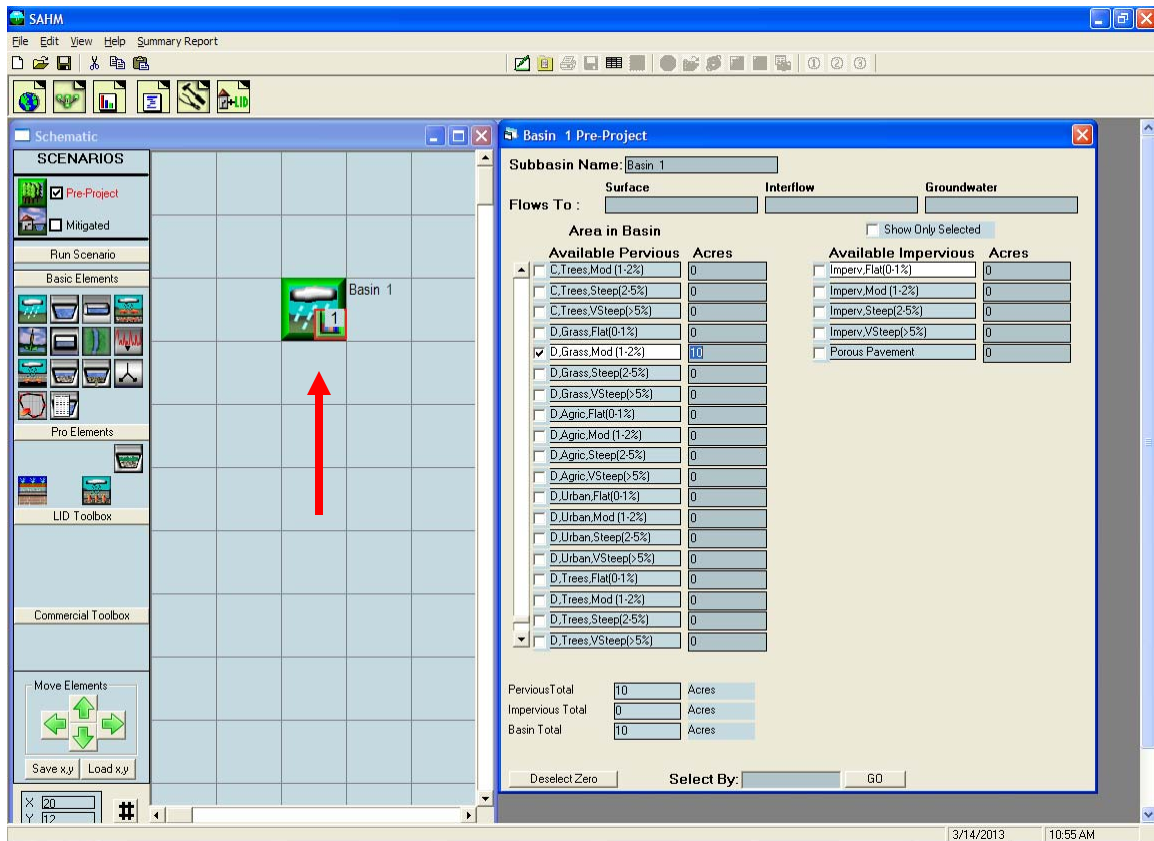 SAHM
File Edit View Help Summary Report
+LID
Schematic
SCENARIOS
Pre-Project
Mitigated
Run Scenario
Basic Elements
Pro Elements
LID Toolbox
Commercial Toolbox
Move Elements
Save x,y Load x,y
X 20
Y 12
#
Basin 1
1
Basin 1 Pre-Project
Subbasin Name: Basin 1
Surface Interflow Groundwater
Flows To :
Area in Basin Show Only Selected
Available Pervious Acres Available Impervious Acres
C,Trees,Mod (1-2%) 0 Imperv,Flat(0-1%) 0
C,Trees,Steep(2-5%) 0 Imperv,Mod (1-2%) 0
C,Trees,VSteep(>5%) 0 Imperv,Steep(2-5%) 0
D,Grass,Flat(0-1%) 0 Imperv,VSteep(>5%) 0
D,Grass,Mod (1-2%) 10 Porous Pavement 0
D,Grass,Steep(2-5%) 0
D,Grass,VSteep(>5%) 0
D,Agric,Flat(0-1%) 0
D,Agric,Mod (1-2%) 0
D,Agric,Steep(2-5%) 0
D,Agric,VSteep(>5%) 0
D,Urban,Flat(0-1%) 0
D,Urban,Mod (1-2%) 0
D,Urban,Steep(2-5%) 0
D,Urban,VSteep(>5%) 0
D,Trees,Flat(0-1%) 0
D,Trees,Mod (1-2%) 0
D,Trees,Steep(2-5%) 0
D,Trees,VSteep(>5%) 0
PerviousTotal 10 Acres
Impervious Total 0 Acres
Basin Total 10 Acres
Deselect Zero Select By: GO
3/14/2013 10:55 AM